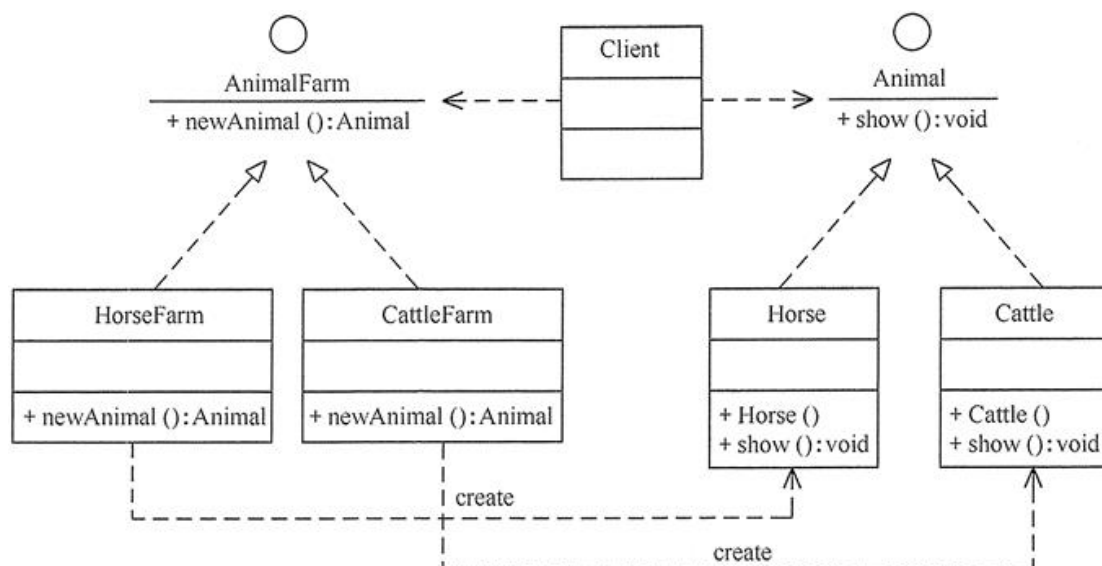 AnimalFarm
+ newAnimal ():Animal
Client
Animal
+ show ():void
HorseFarm
+ newAnimal ():Animal
CattleFarm
+ newAnimal ():Animal
Horse
+ Horse ()
+ show ():void
Cattle
+ Cattle ()
+ show ():void
create
create